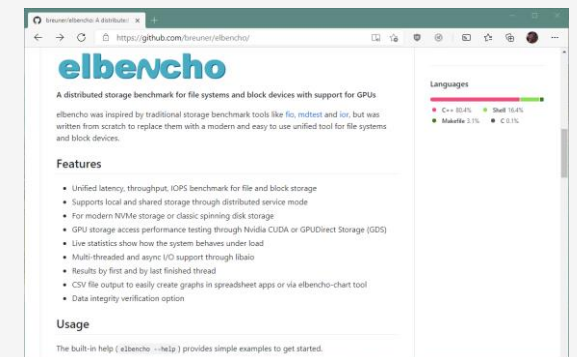 breuner/elbencho: A distributed
https://github.com/breuner/elbencho/
elbencho
A distributed storage benchmark for file systems and block devices with support for GPUs
elbencho was inspired by traditional storage benchmark tools like fio, mdtest and ior, but was
written from scratch to replace them with a modern and easy to use unified tool for file systems
and block devices.
Features
Unified latency, throughput, IOPS benchmark for file and block storage
Supports local and shared storage through distributed service mode
For modern NVMe storage or classic spinning disk storage
GPU storage access performance testing through Nvidia CUDA or GPUDirect Storage (GDS)
Live statistics show how the system behaves under load
Multi-threaded and async I/O support through libaio
Results by first and by last finished thread
CSV file output to easily create graphs in spreadsheet apps or via elbencho-chart tool
Data integrity verification option
Usage
The built-in help ( elbencho --help ) provides simple examples to get started.
Languages
C++ 80.4% Shell 16.4%
Makefile 3.1% C 0.1%